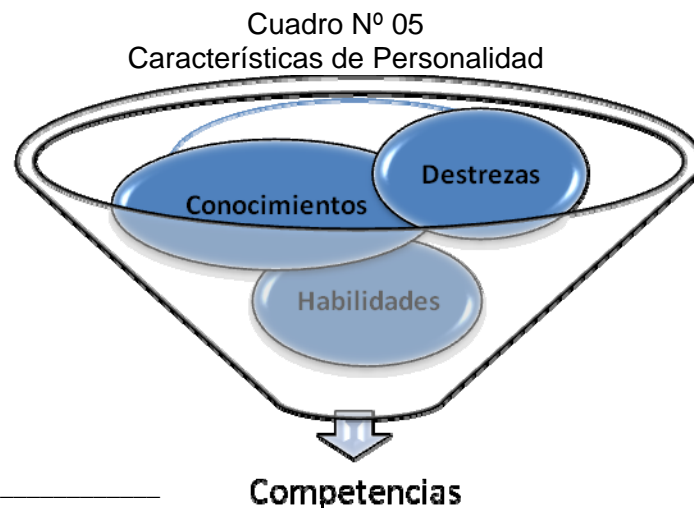 Cuadro Nº 05
Características de Personalidad
Destrezas
Conocimientos
Habilidades
Competencias